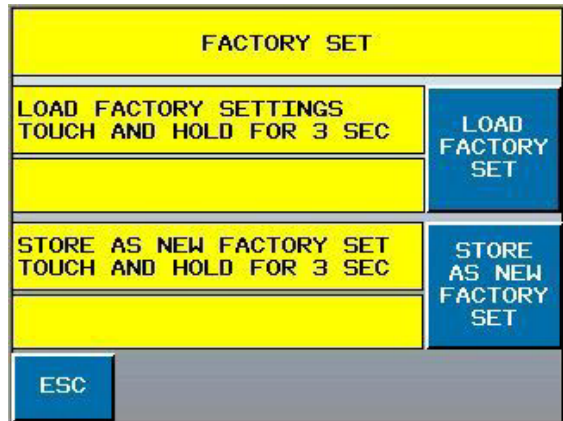 FACTORY SET
LOAD FACTORY SETTINGS
TOUCH AND HOLD FOR 3 SEC
LOAD
FACTORY
SET
STORE AS NEW FACTORY SET
TOUCH AND HOLD FOR 3 SEC
STORE
AS NEW
FACTORY
SET
ESC